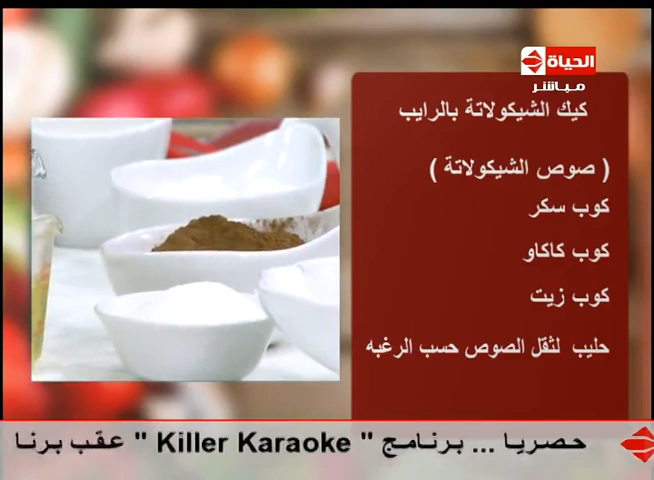 الحياة
مباشر
كيك الشيكولاتة بالرايب
( صوص الشيكولاتة )
كوب سكر
كوب كاكاو
كوب زيت
حليب لثقل الصوص حسب الرغبه
حصريا ... برنامج " Killer Karaoke " عقب برنا